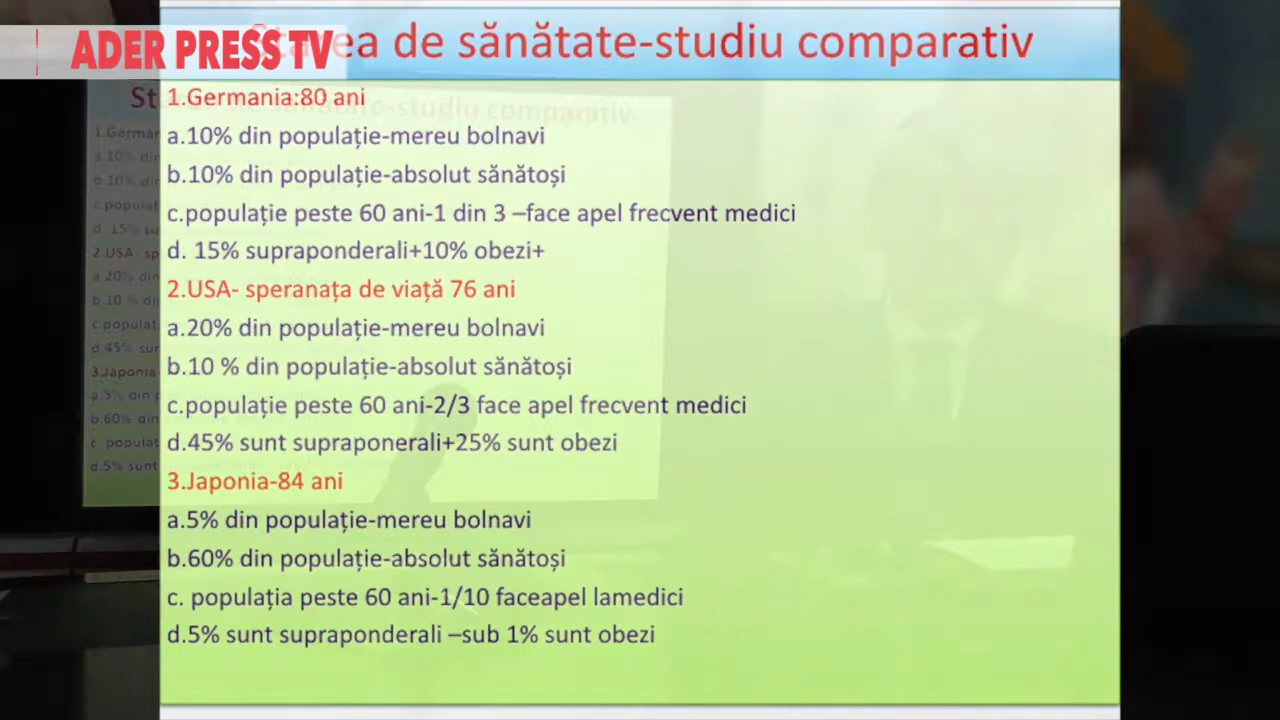 ADER PRESS TV
ea de sănătate-studiu comparativ
1.Germania:80 ani
a.10% din populație-mereu bolnavi
b.10% din populație-absolut sănătoși
c.populație peste 60 ani-1 din 3 –face apel frecvent medici
d. 15% supraponderali+10% obezi+
2.USA- speranața de viață 76 ani
a.20% din populație-mereu bolnavi
b.10 % din populație-absolut sănătoși
c.populație peste 60 ani-2/3 face apel frecvent medici
d.45% sunt supraponerali+25% sunt obezi
3.Japonia-84 ani
a.5% din populație-mereu bolnavi
b.60% din populație-absolut sănătoși
c. populația peste 60 ani-1/10 faceapel lamedici
d.5% sunt supraponderali –sub 1% sunt obezi